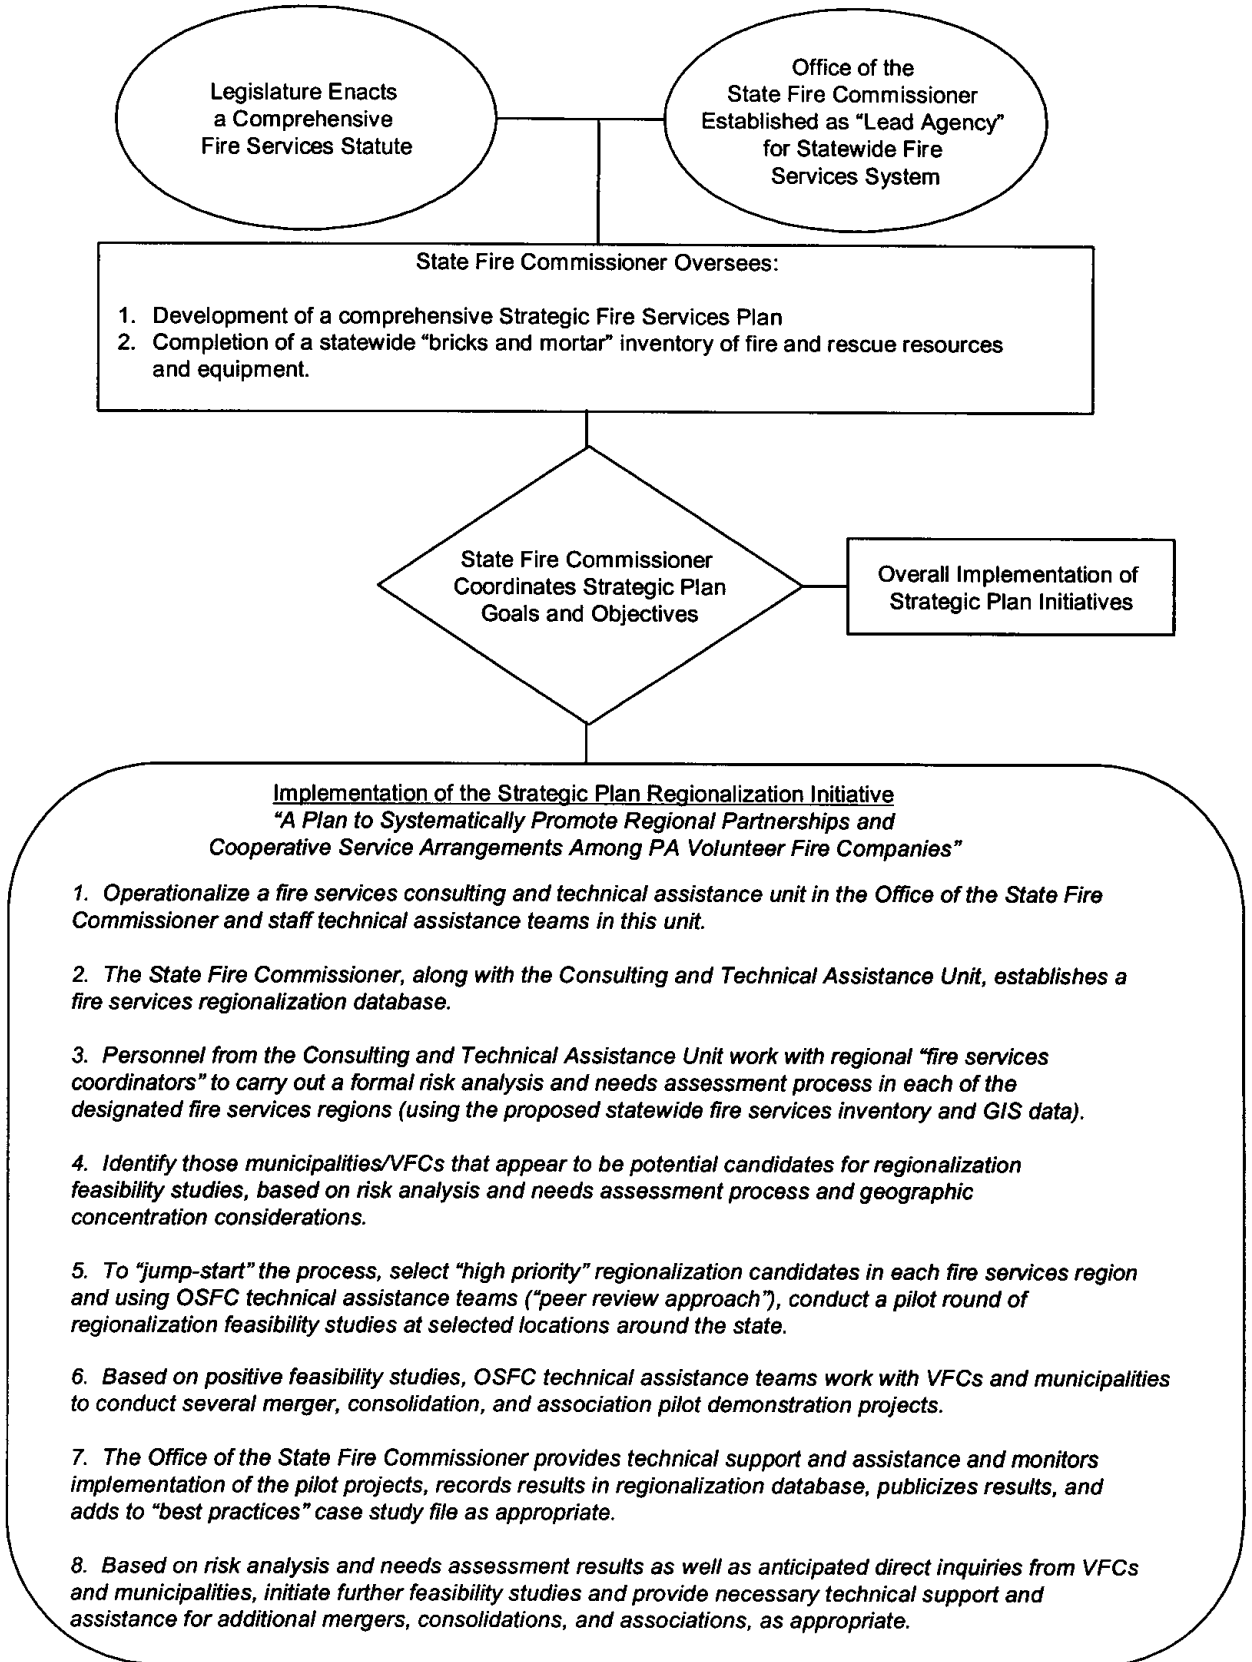 Legislature Enacts
a Comprehensive
Fire Services Statute
Office of the
State Fire Commissioner
Established as "Lead Agency"
for Statewide Fire
Services System
State Fire Commissioner Oversees:
1. Development of a comprehensive Strategic Fire Services Plan
2. Completion of a statewide "bricks and mortar" inventory of fire and rescue resources
and equipment.
State Fire Commissioner
Coordinates Strategic Plan
Goals and Objectives
Overall Implementation of
Strategic Plan Initiatives
Implementation of the Strategic Plan Regionalization Initiative
"A Plan to Systematically Promote Regional Partnerships and
Cooperative Service Arrangements Among PA Volunteer Fire Companies"
1. Operationalize a fire services consulting and technical assistance unit in the Office of the State Fire
Commissioner and staff technical assistance teams in this unit.
2. The State Fire Commissioner, along with the Consulting and Technical Assistance Unit, establishes a
fire services regionalization database.
3. Personnel from the Consulting and Technical Assistance Unit work with regional "fire services
coordinators" to carry out a formal risk analysis and needs assessment process in each of the
designated fire services regions (using the proposed statewide fire services inventory and GIS data).
4. Identify those municipalities/VFCs that appear to be potential candidates for regionalization
feasibility studies, based on risk analysis and needs assessment process and geographic
concentration considerations.
5. To "jump-start" the process, select "high priority" regionalization candidates in each fire services region
and using OSFC technical assistance teams ("peer review approach"), conduct a pilot round of
regionalization feasibility studies at selected locations around the state.
6. Based on positive feasibility studies, OSFC technical assistance teams work with VFCs and municipalities
to conduct several merger, consolidation, and association pilot demonstration projects.
7. The Office of the State Fire Commissioner provides technical support and assistance and monitors
implementation of the pilot projects, records results in regionalization database, publicizes results, and
adds to "best practices" case study file as appropriate.
8. Based on risk analysis and needs assessment results as well as anticipated direct inquiries from VFCs
and municipalities, initiate further feasibility studies and provide necessary technical support and
assistance for additional mergers, consolidations, and associations, as appropriate.